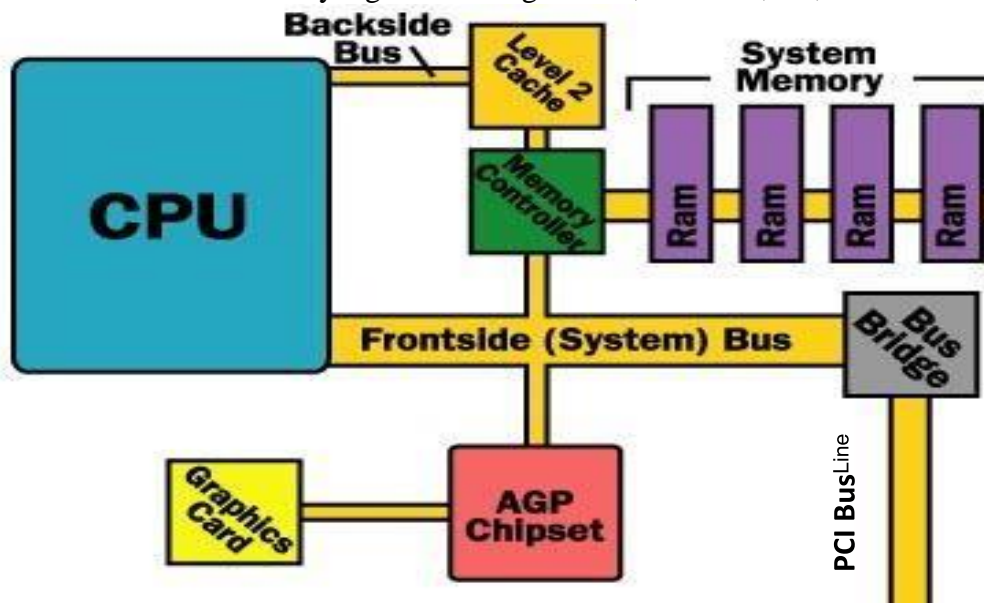 Backside
Bus
Level 2
Cache
System
Memory
CPU
Memory
Controller
Ram
Ram
Ram
Ram
Frontside (System) Bus
Bus
Bridge
PCI BusLine
Graphics
Card
AGP
Chipset